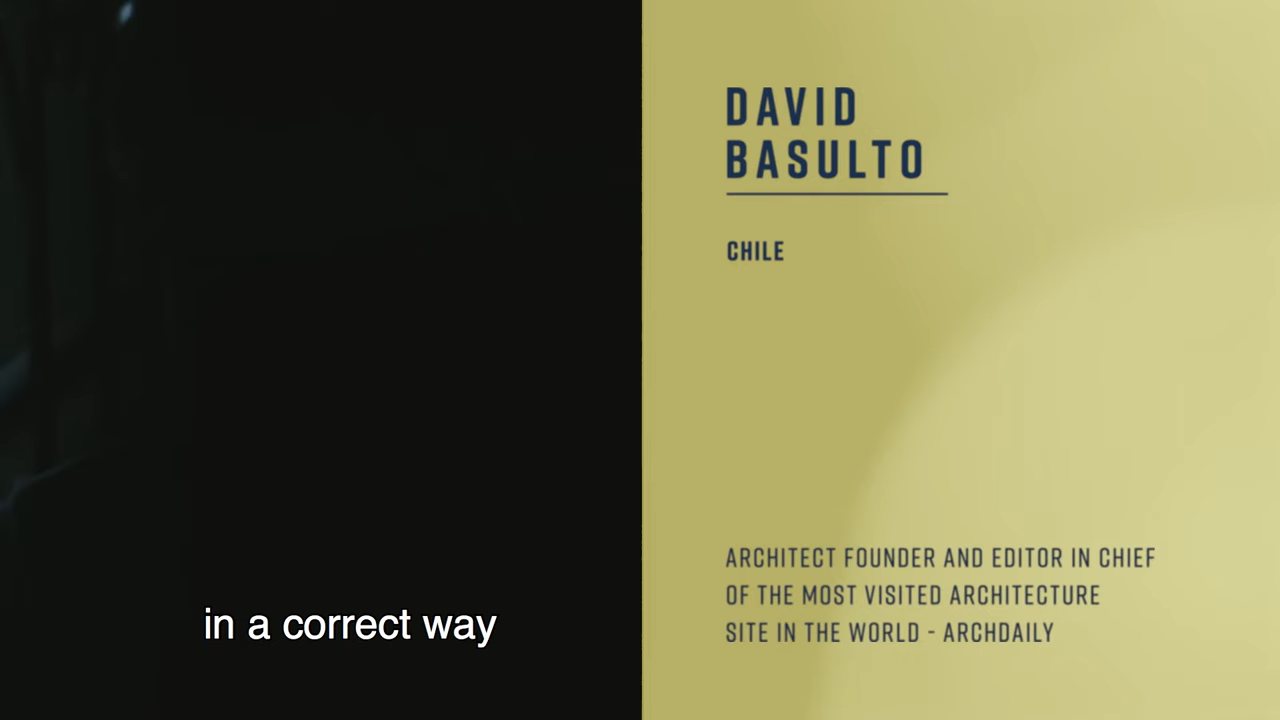 DAVID
BASULTO
CHILE
ARCHITECT FOUNDER AND EDITOR IN CHIEF
OF THE MOST VISITED ARCHITECTURE
SITE IN THE WORLD - ARCHDAILY
in a correct way